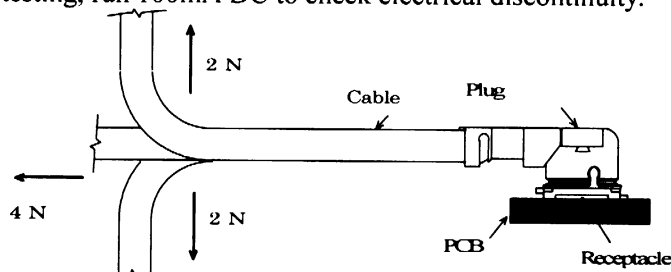 testing, run 100mA DC to check electrical discontinuity.
2 N
Cable
Plug
4 N
2 N
PCB
Receptacle